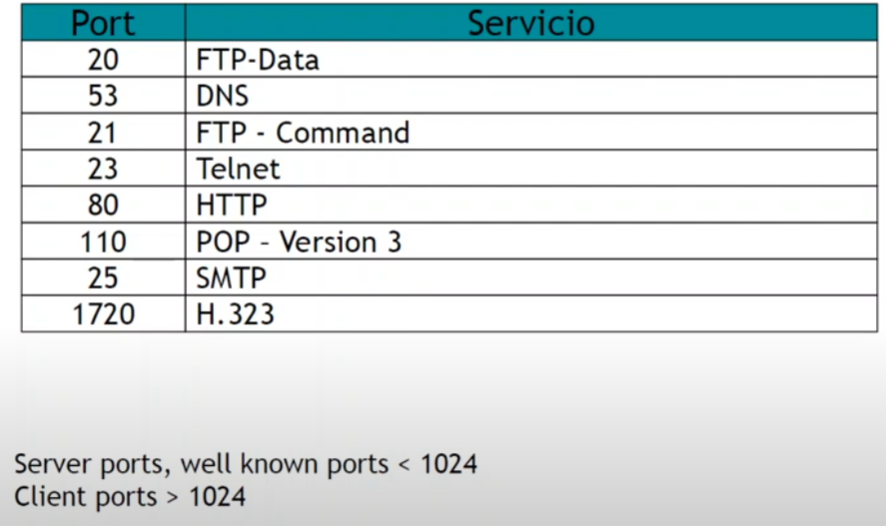 Port Servicio
20 FTP-Data
53 DNS
21 FTP - Command
23 Telnet
80 HTTP
110 POP – Version 3
25 SMTP
1720 H.323
Server ports, well known ports < 1024
Client ports > 1024